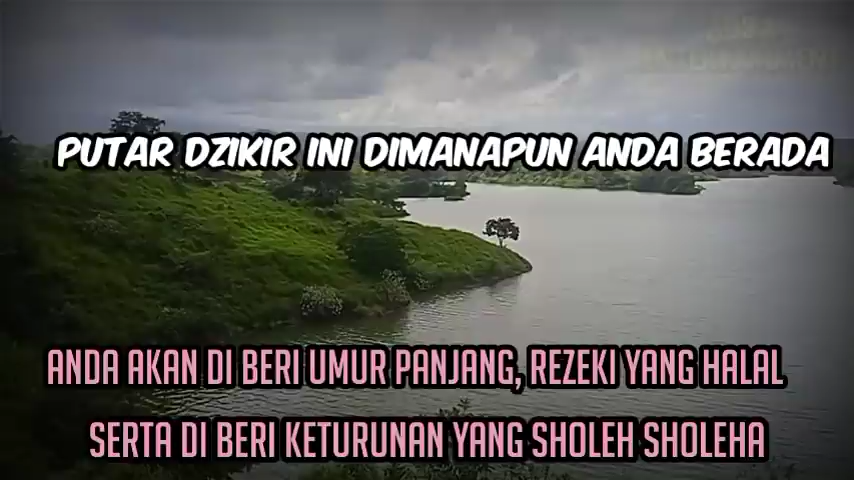 PUTAR DZIKIR INI DIMANAPUN ANDA BERADA
ANDA AKAN DI BERI UMUR PANJANG, REZEKI YANG HALAL
SERTA DI BERI KETURUNAN YANG SHOLEH SHOLEHA